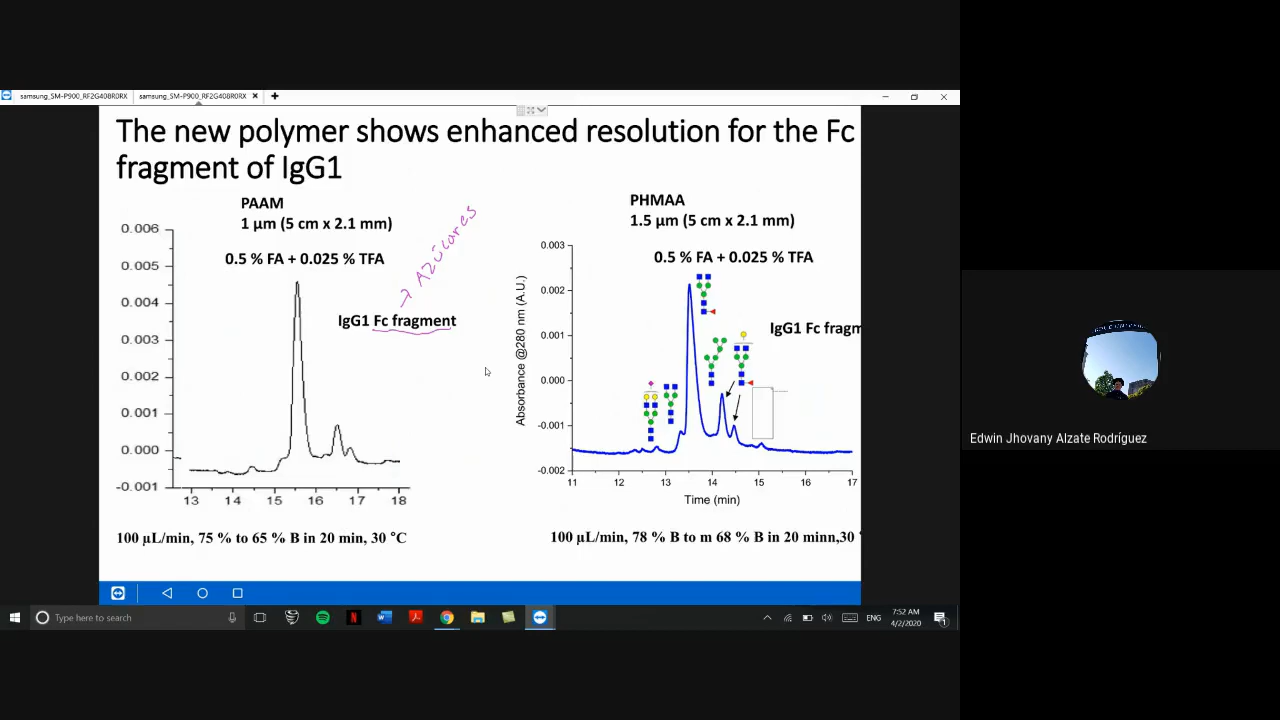 samsung_SM-P900_RF2G408R0RX
samsung_SM-P900_RF2G408R0RX
The new polymer shows enhanced resolution for the Fc
fragment of IgG1
PAAM
1 µm (5 cm x 2.1 mm)
0.5 % FA + 0.025 % TFA
Azúcares
IgG1 Fc fragment
0.006
0.005
0.004
0.003
0.002
0.001
0.000
-0.001
13 14 15 16 17 18
100 µL/min, 75 % to 65 % B in 20 min, 30 °C
PHMAA
1.5 µm (5 cm x 2.1 mm)
0.5 % FA + 0.025 % TFA
IgG1 Fc fragm
Absorbance @280 nm (A.U.)
0.003
0.002
0.001
0.000
-0.001
-0.002
11 12 13 14 15 16 17
Time (min)
100 µL/min, 78 % B to m 68 % B in 20 minn,30 °
Edwin Jhovany Alzate Rodríguez
Type here to search
ENG
7:52 AM
4/2/2020